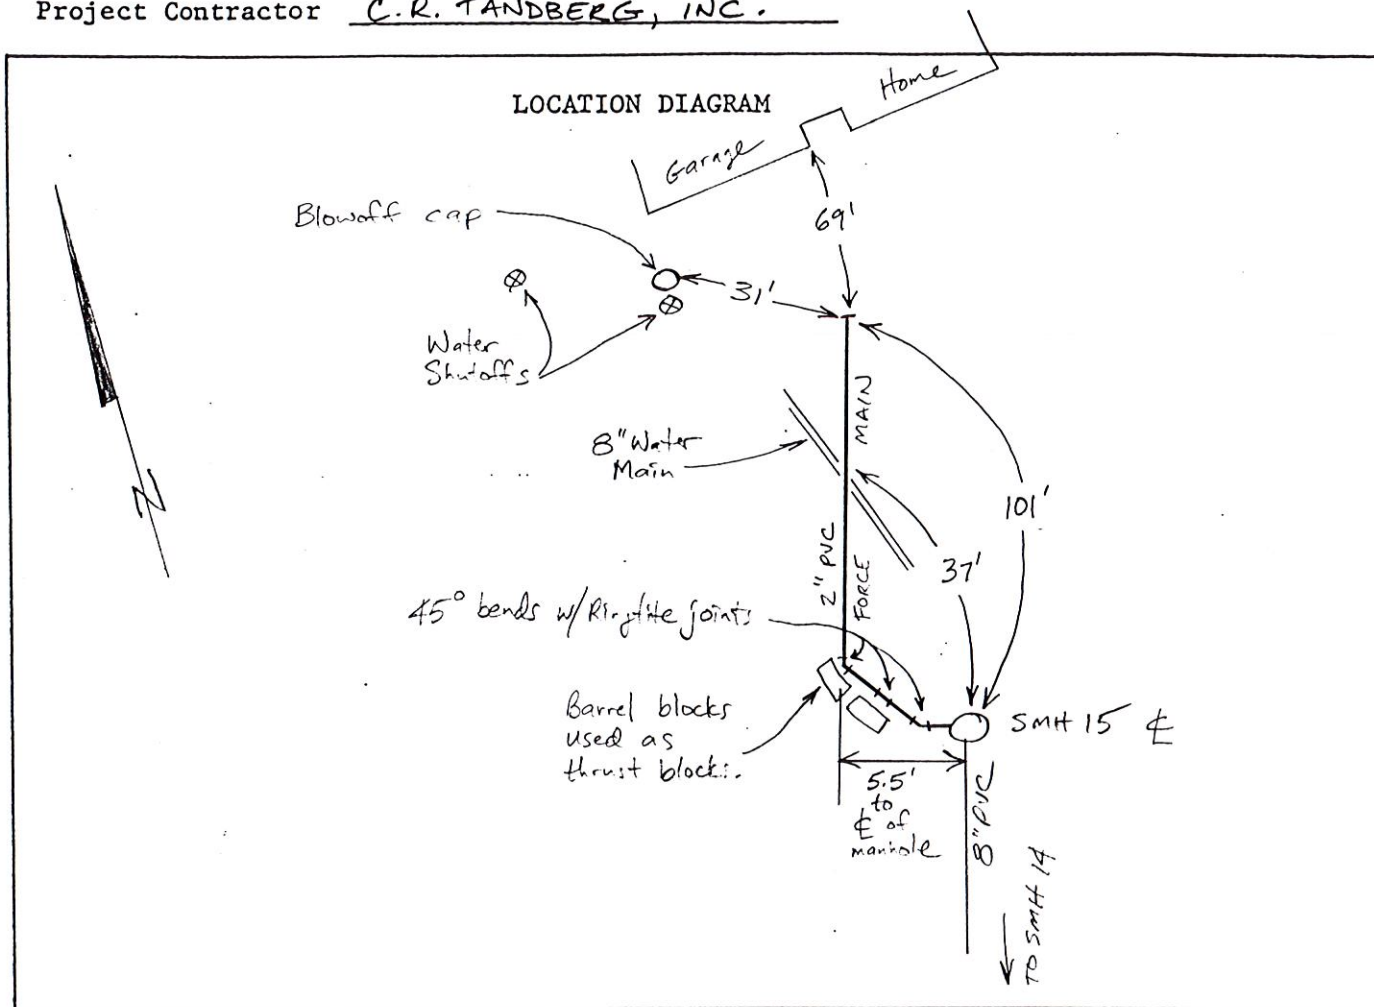 Project Contractor C.R. TANDBERG, INC.
LOCATION DIAGRAM
Home
Garage
69'
Blowoff cap
31'
Water
Shutoffs
8" Water
Main
MAIN
101'
2" PVC
FORCE
37'
45° bends w/Ringtite joints
Barrel blocks
used as
thrust blocks.
SMH 15 ℄
5.5'
to
℄ of
manhole
8" PVC
TO SMH 14
N